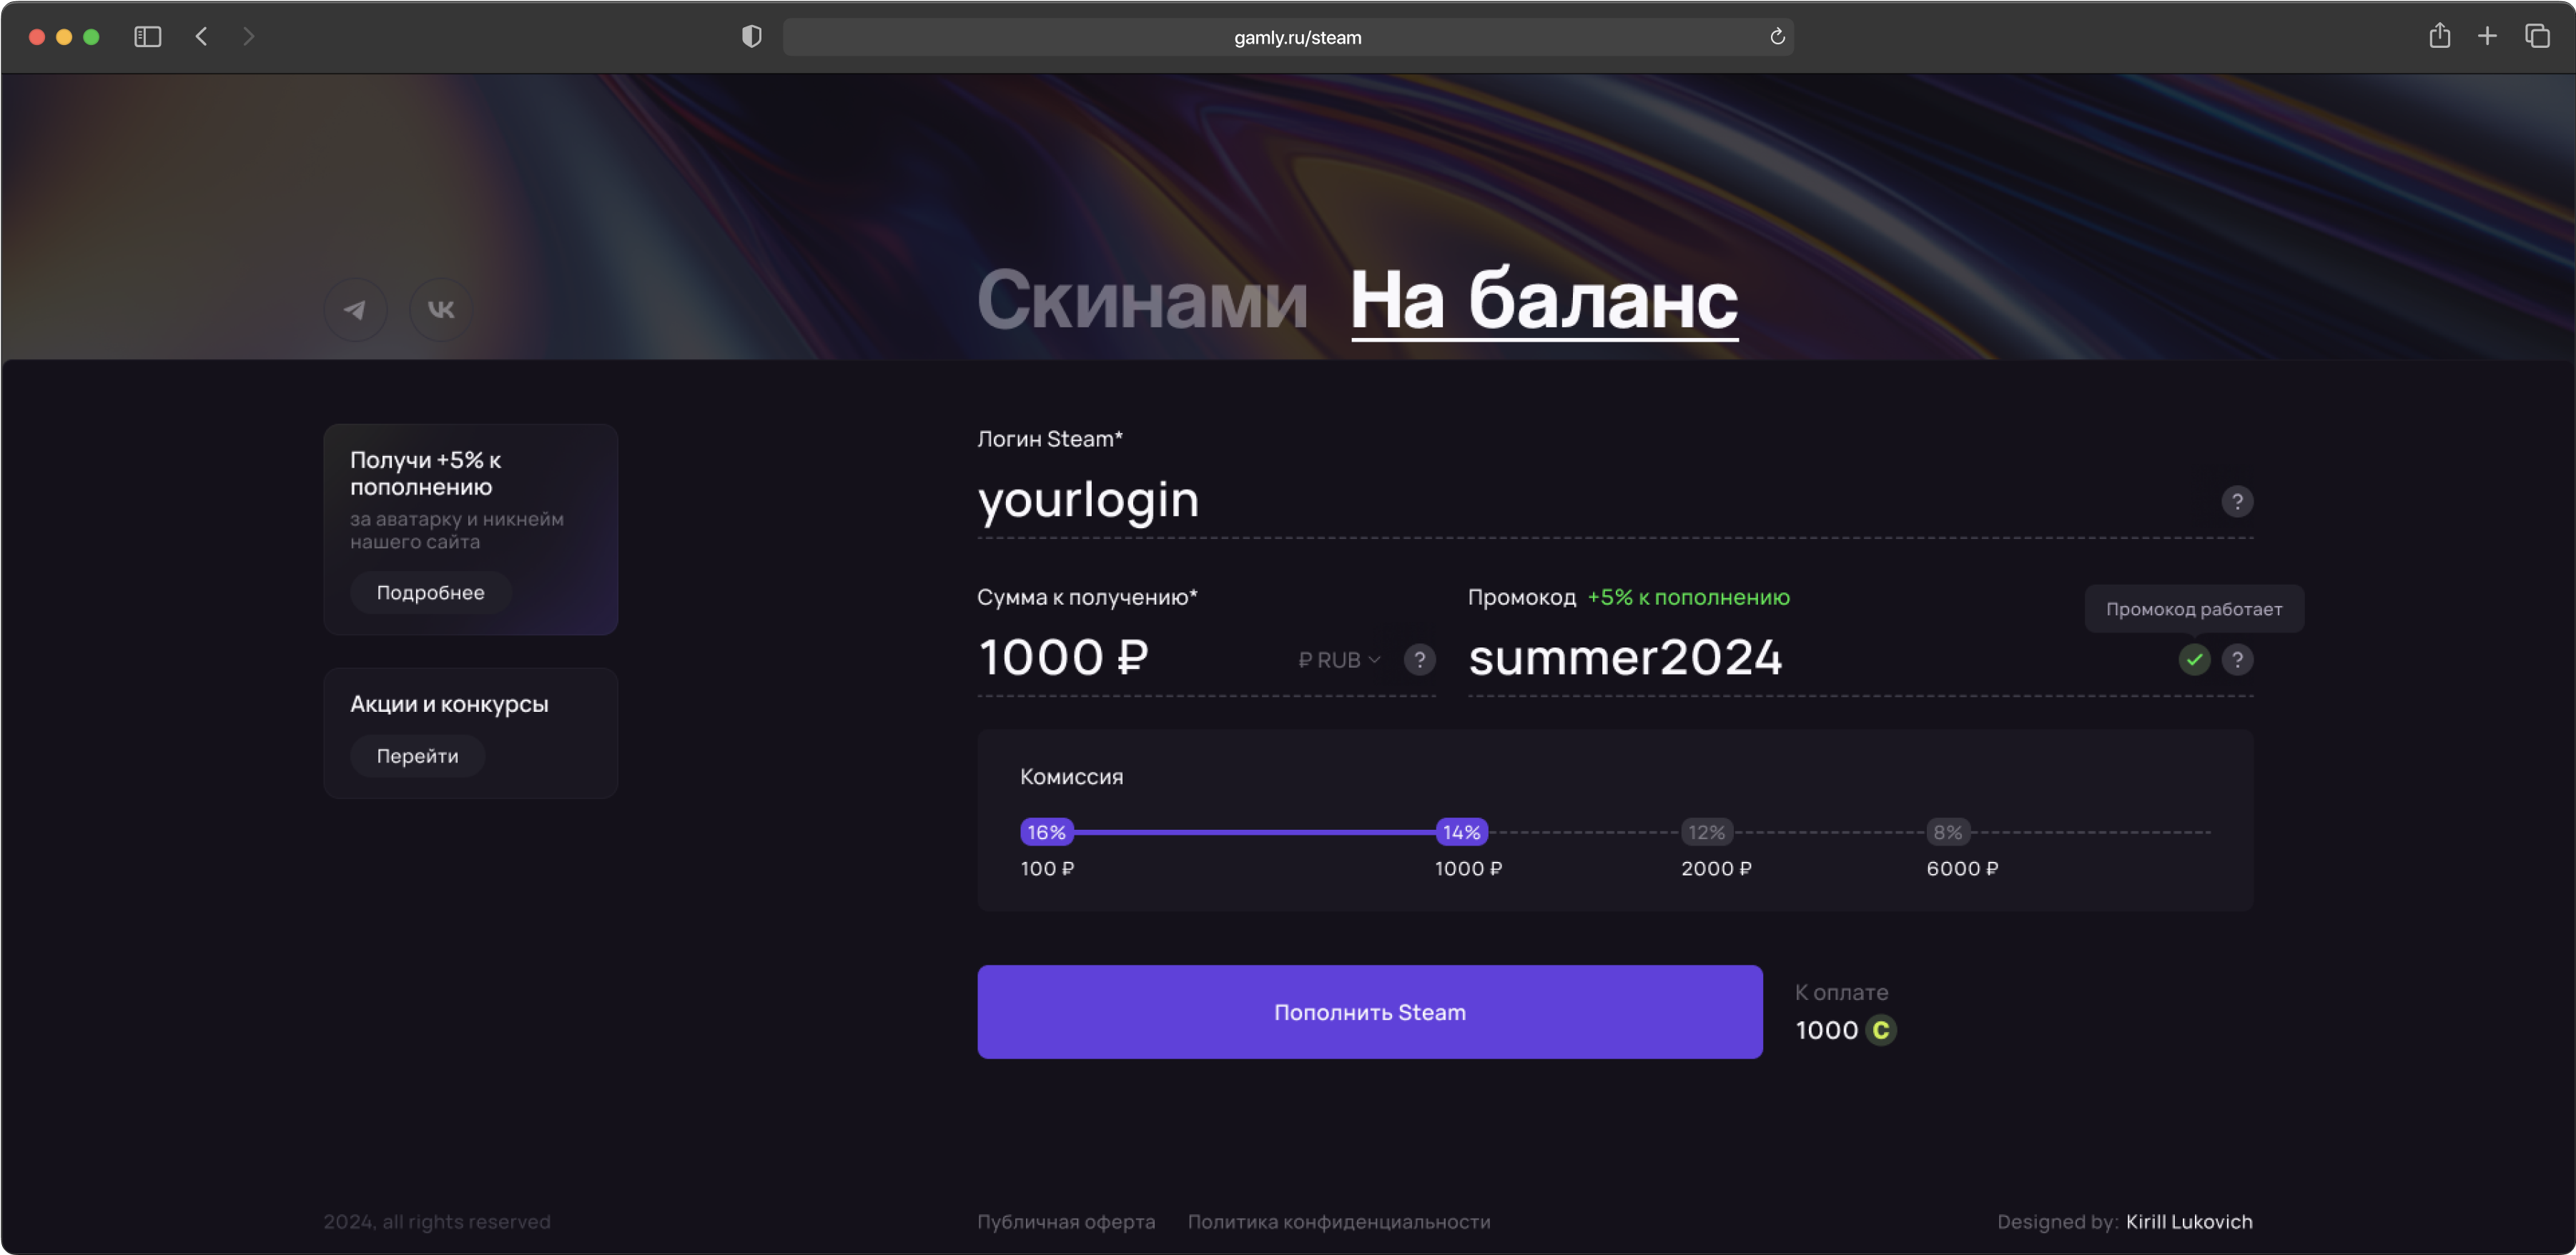 gamly.ru/steam
Скинами На баланс
Получи +5% к
пополнению
за аватарку и никнейм
нашего сайта
Подробнее
Акции и конкурсы
Перейти
Логин Steam*
yourlogin
?
Сумма к получению*
1000 ₽
₽ RUB
?
Промокод +5% к пополнению
Промокод работает
summer2024
?
Комиссия
16% 14% 12% 8%
100 ₽ 1000 ₽ 2000 ₽ 6000 ₽
Пополнить Steam
К оплате
1000 C
2024, all rights reserved
Публичная оферта Политика конфиденциальности
Designed by: Kirill Lukovich